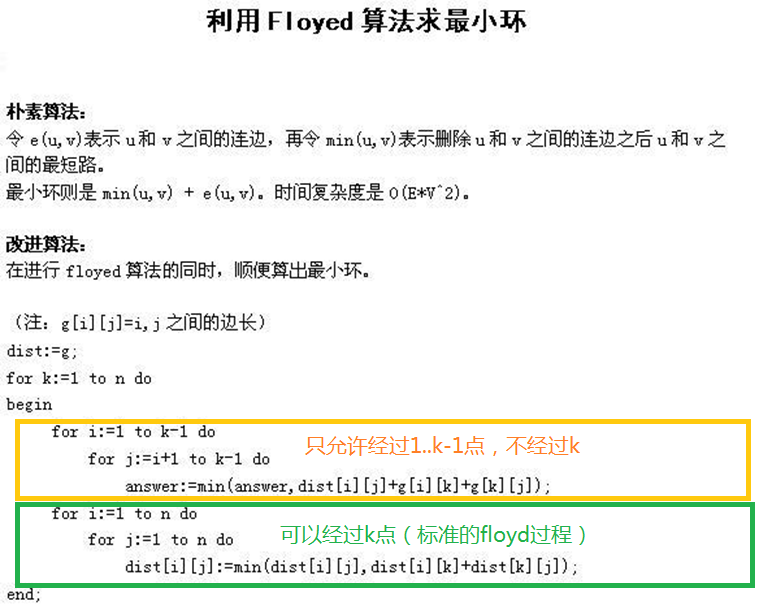 利用 Floyed 算法求最小环
朴素算法：
令 e(u,v)表示 u 和 v 之间的连边，再令 min(u,v)表示删除 u 和 v 之间的连边之后 u 和 v 之
间的最短路。
最小环则是 min(u,v) + e(u,v)。时间复杂度是 O(E*V^2)。
改进算法：
在进行 floyed 算法的同时，顺便算出最小环。
（注：g[i][j]=i,j 之间的边长）
dist:=g;
for k:=1 to n do
begin
for i:=1 to k-1 do
只允许经过1..k-1点，不经过k
for j:=i+1 to k-1 do
answer:=min(answer,dist[i][j]+g[i][k]+g[k][j]);
for i:=1 to n do
可以经过k点（标准的floyd过程）
for j:=1 to n do
dist[i][j]:=min(dist[i][j],dist[i][k]+dist[k][j]);
end;